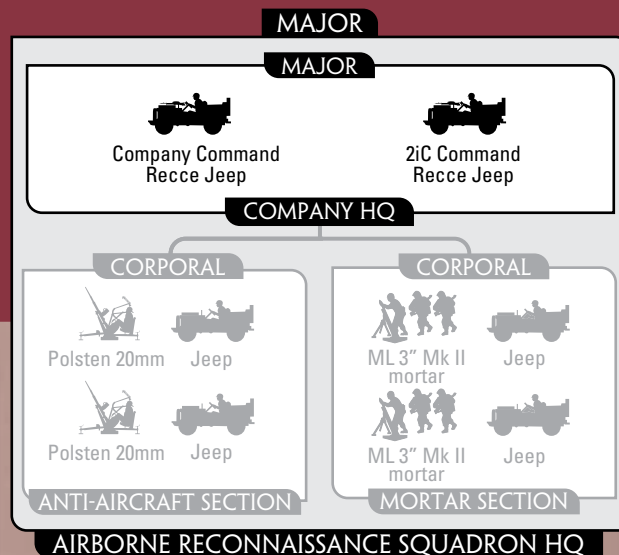 MAJOR
MAJOR
Company Command
Recce Jeep
2iC Command
Recce Jeep
COMPANY HQ
CORPORAL
Polsten 20mm
Jeep
Polsten 20mm
Jeep
ANTI-AIRCRAFT SECTION
CORPORAL
ML 3” Mk II
mortar
Jeep
ML 3” Mk II
mortar
Jeep
MORTAR SECTION
AIRBORNE RECONNAISSANCE SQUADRON HQ